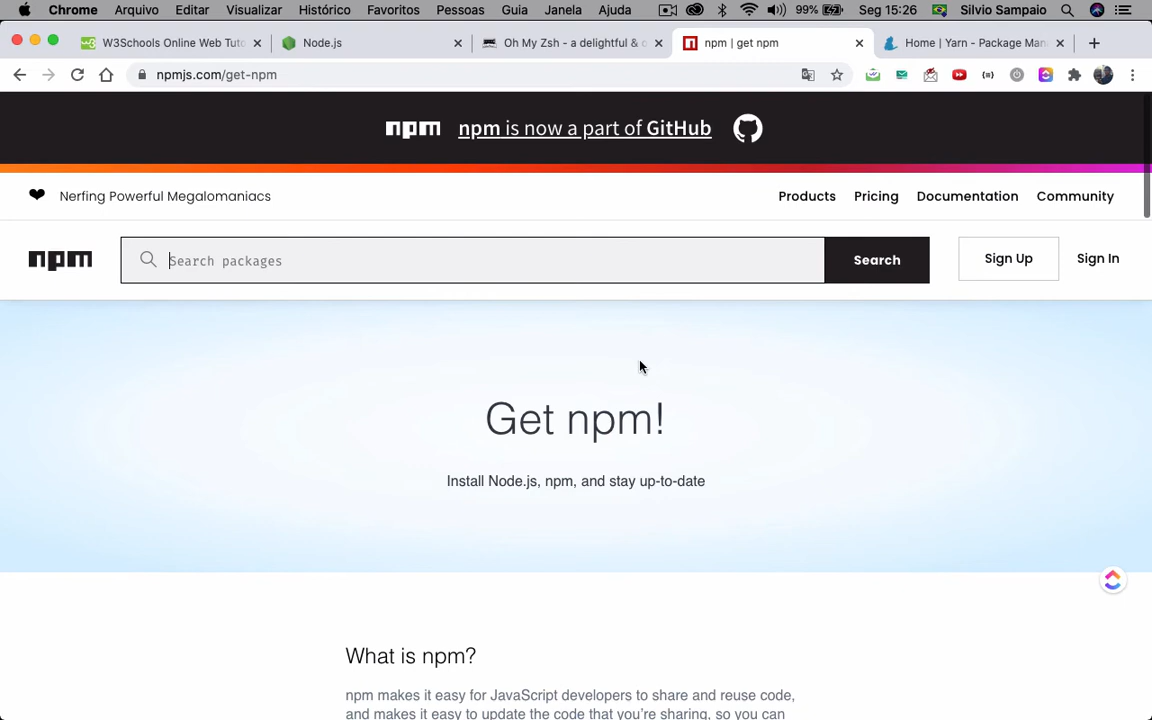 Chrome Arquivo Editar Visualizar Histórico Favoritos Pessoas Guia Janela Ajuda 99% Seg 15:26 Silvio Sampaio
W3Schools Online Web Tuto Node.js Oh My Zsh - a delightful & o npm | get npm Home | Yarn - Package Man
npmjs.com/get-npm
npm npm is now a part of GitHub
Nerfing Powerful Megalomaniacs Products Pricing Documentation Community
npm Search packages Search Sign Up Sign In
Get npm!
Install Node.js, npm, and stay up-to-date
What is npm?
npm makes it easy for JavaScript developers to share and reuse code,
and makes it easy to update the code that you’re sharing, so you can